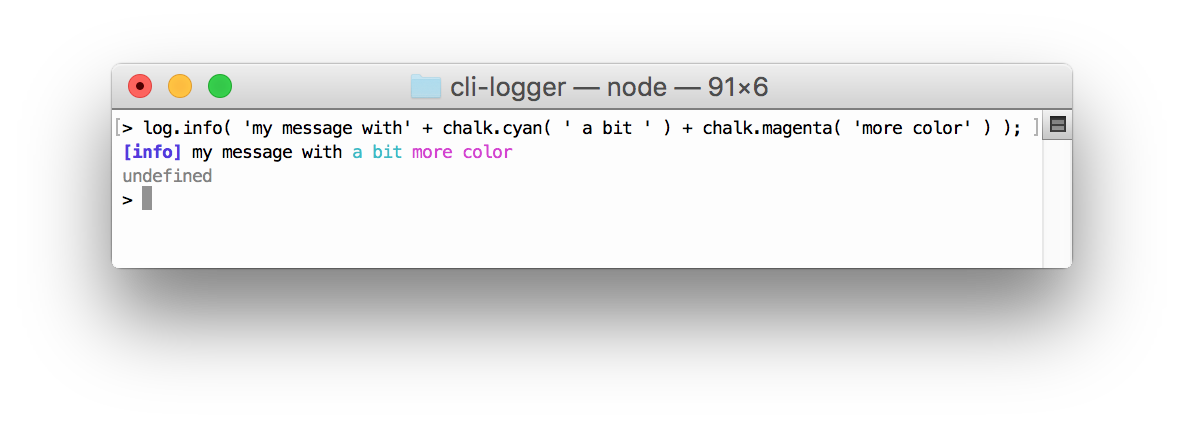 cli-logger — node — 91×6
[> log.info( 'my message with' + chalk.cyan( ' a bit ' ) + chalk.magenta( 'more color' ) ); ]
[info] my message with a bit more color
undefined
>